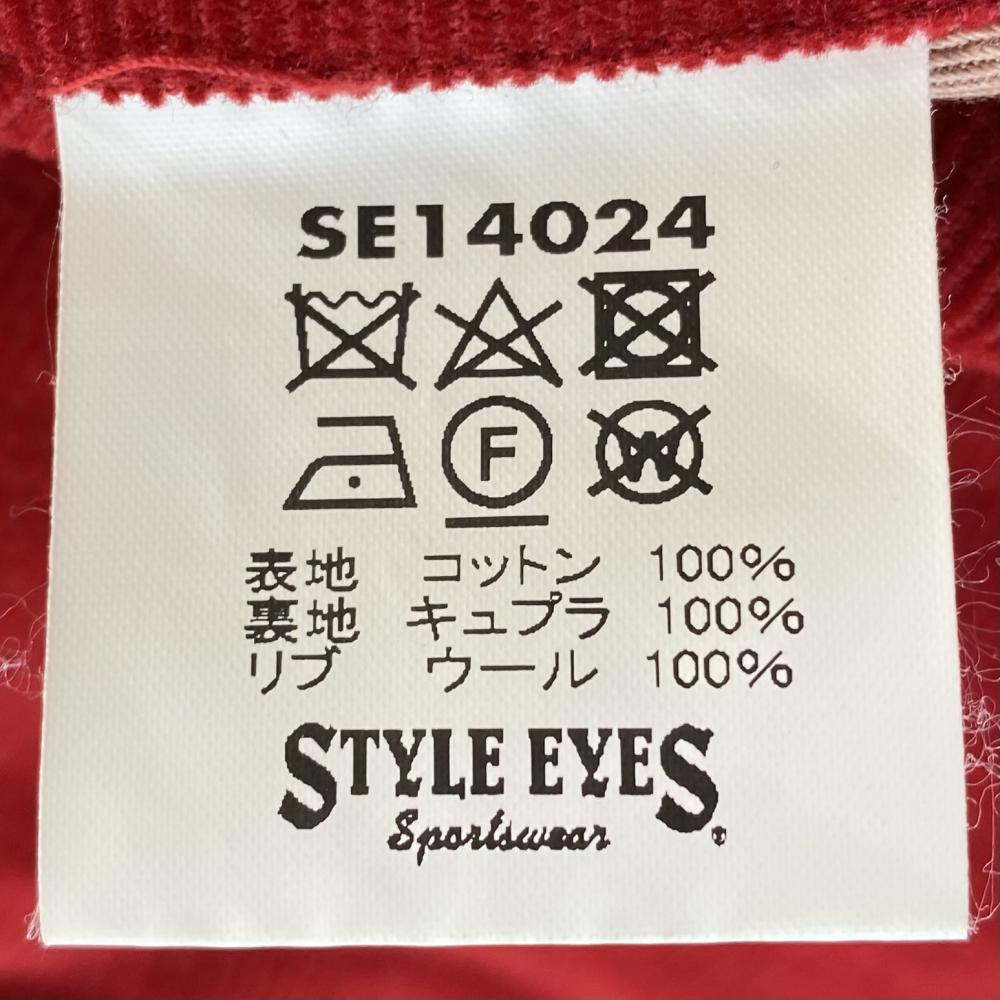 SE14024
F
W
表地 コットン 100%
裏地 キュプラ 100%
リブ ウール 100%
STYLE EYES
Sportswear ®